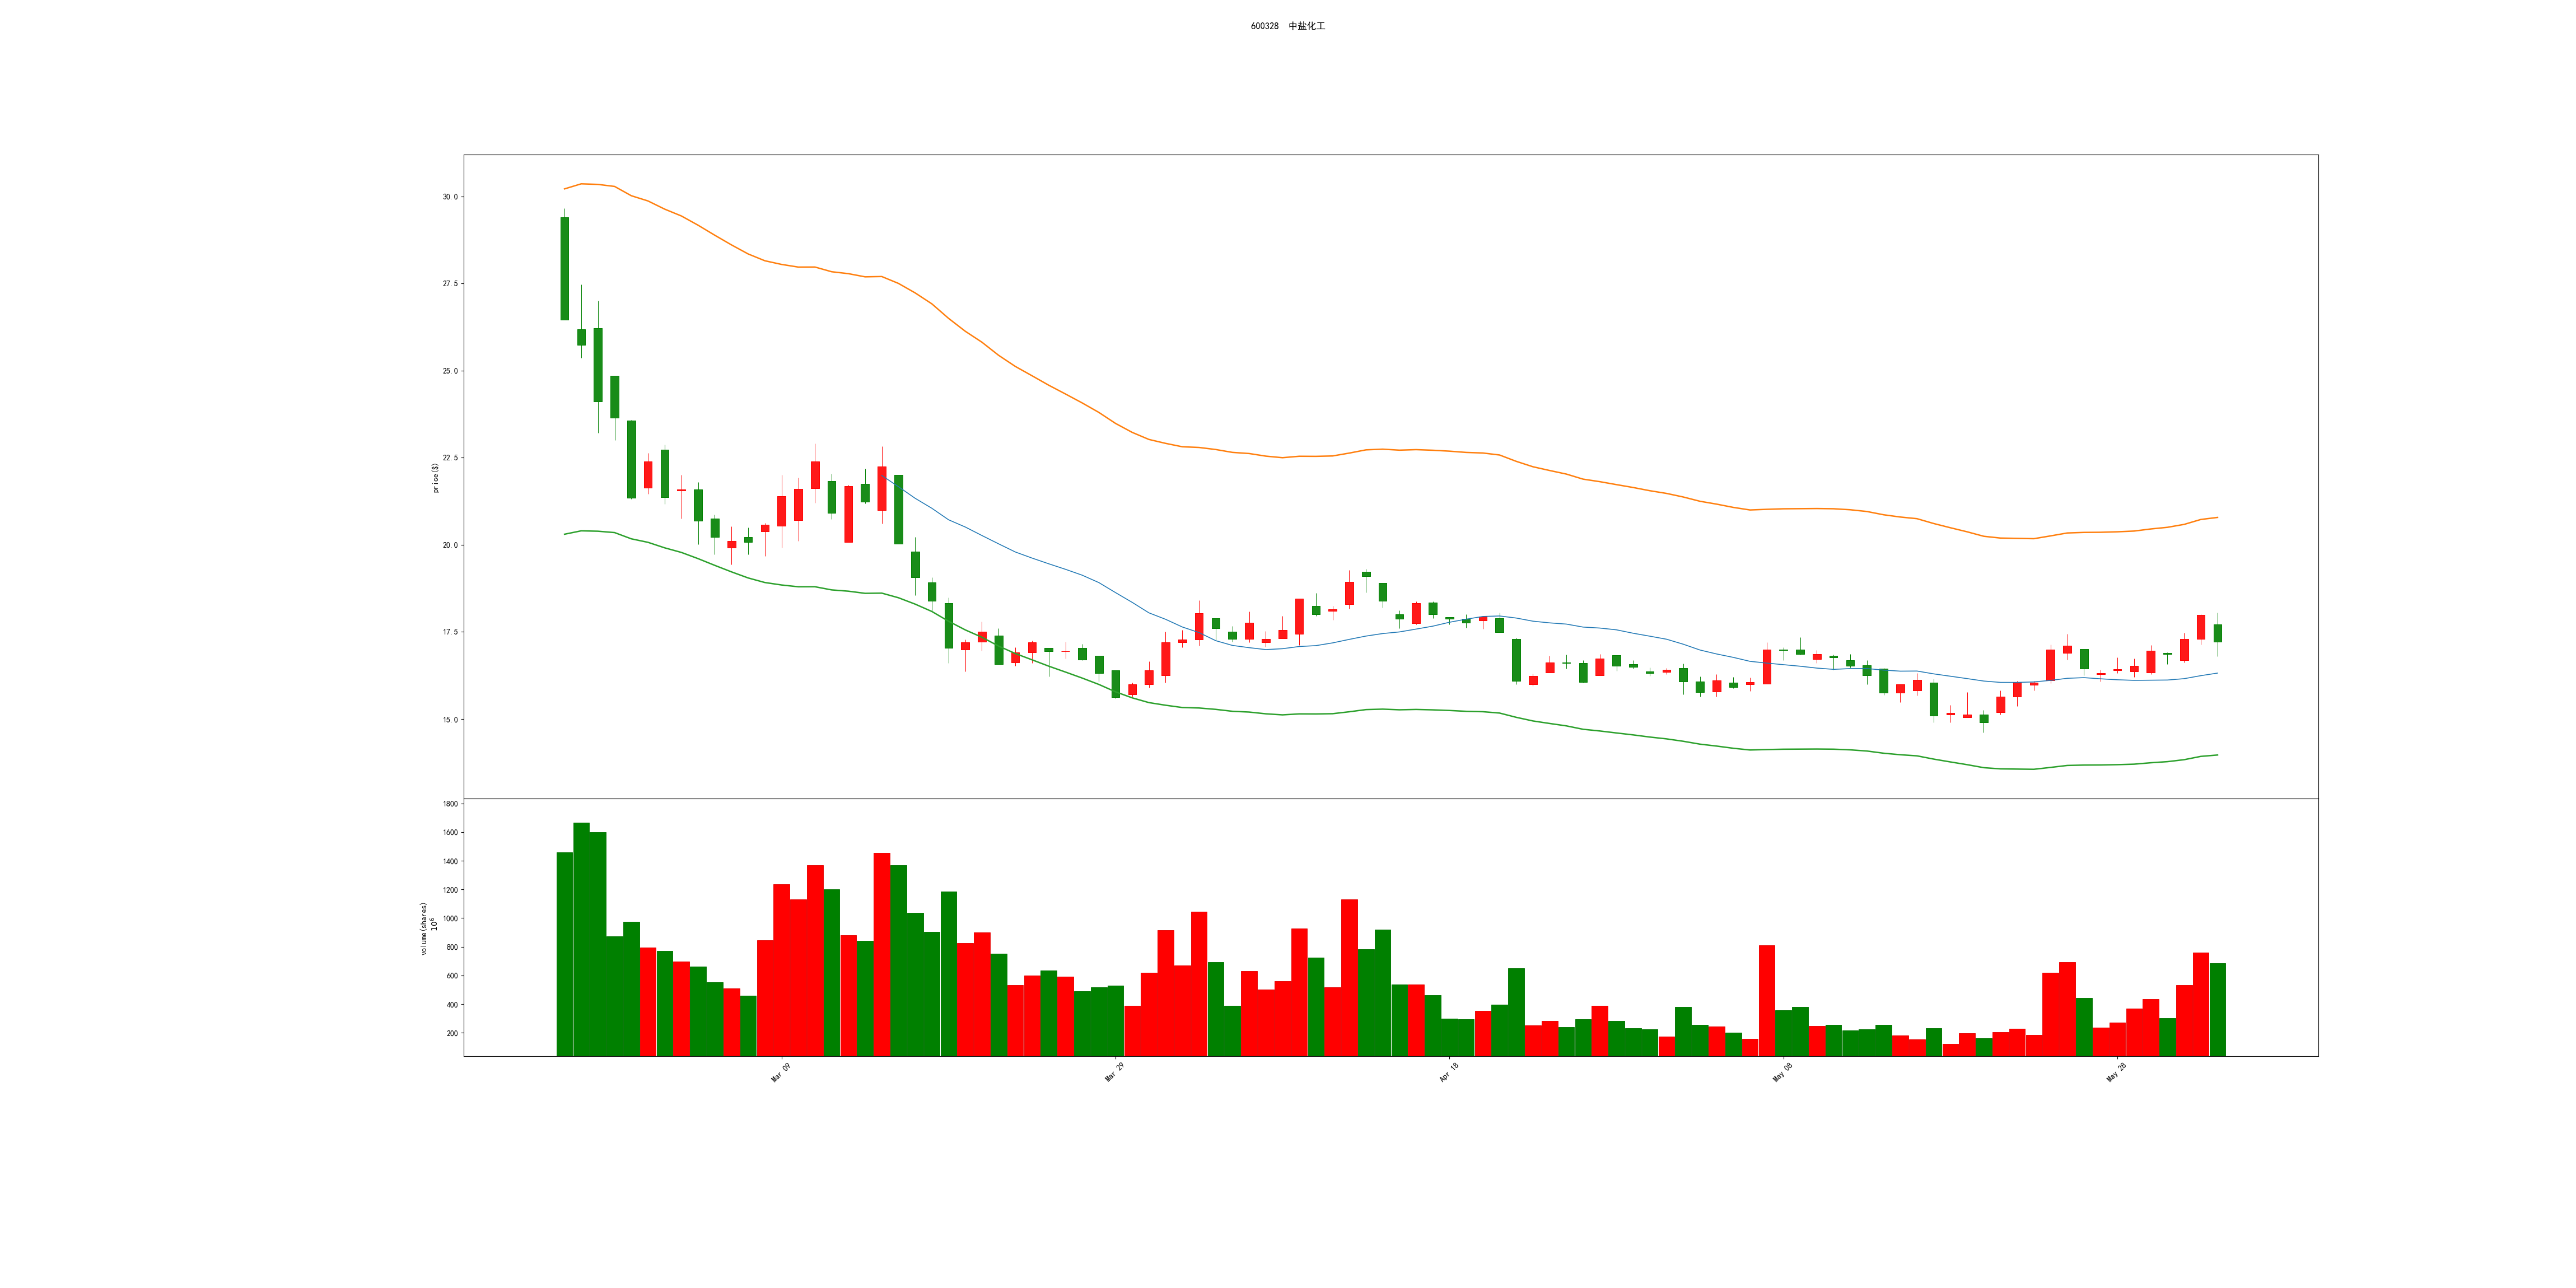 600328 中盐化工
price($)
30.0
27.5
25.0
22.5
20.0
17.5
15.0
volume(shares)
10⁶
1800
1600
1400
1200
1000
800
600
400
200
Mar 09
Mar 29
Apr 18
May 08
May 28